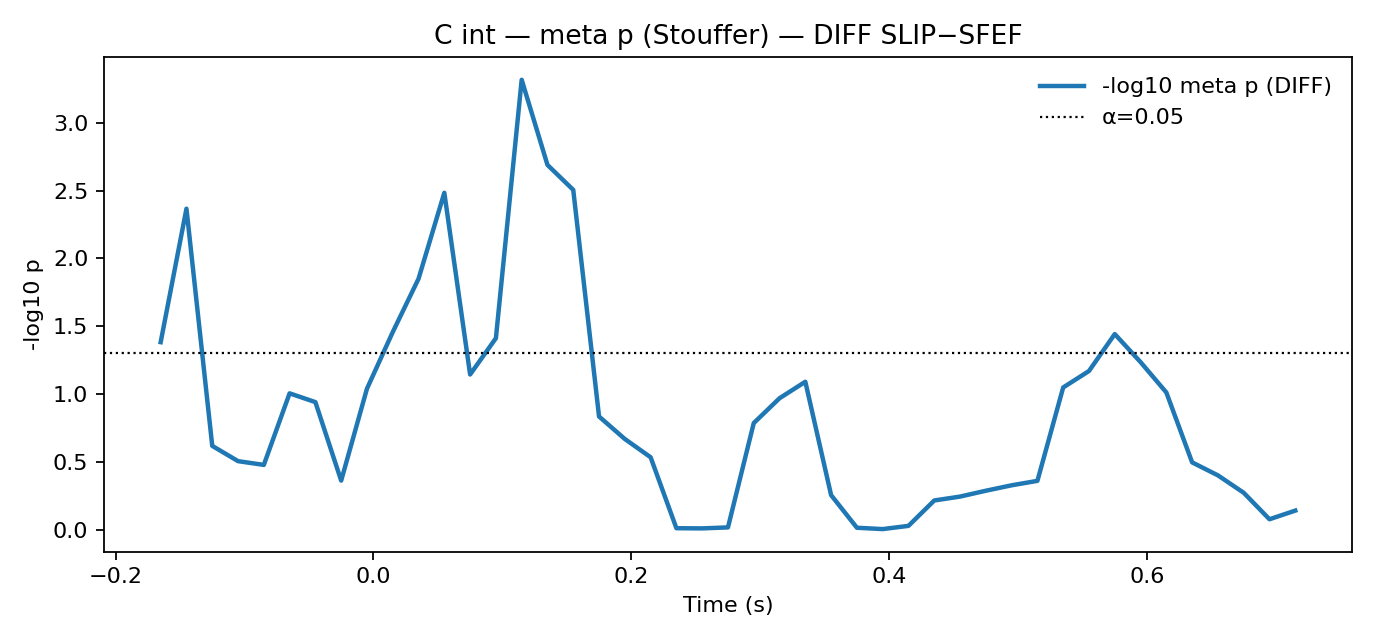 C int — meta p (Stouffer) — DIFF SLIP−SFEF
-log10 meta p (DIFF)
α=0.05
-log10 p
3.0
2.5
2.0
1.5
1.0
0.5
0.0
−0.2
0.0
0.2
0.4
0.6
Time (s)